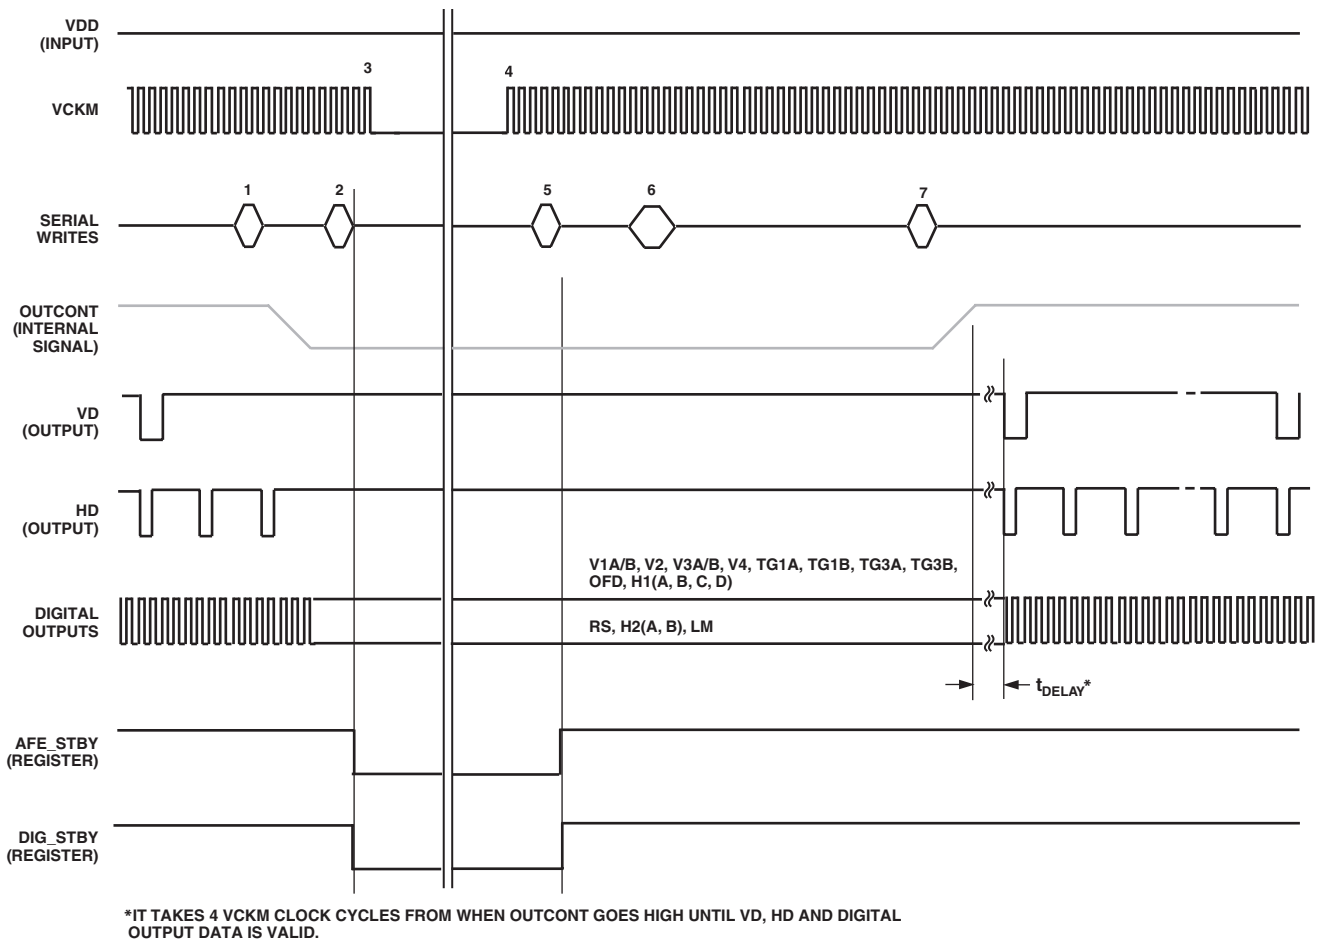 VDD
(INPUT)
3
4
VCKM
1
2
5
6
7
SERIAL
WRITES
OUTCONT
(INTERNAL
SIGNAL)
VD
(OUTPUT)
HD
(OUTPUT)
V1A/B, V2, V3A/B, V4, TG1A, TG1B, TG3A, TG3B,
OFD, H1(A, B, C, D)
DIGITAL
OUTPUTS
RS, H2(A, B), LM
tDELAY*
AFE_STBY
(REGISTER)
DIG_STBY
(REGISTER)
*IT TAKES 4 VCKM CLOCK CYCLES FROM WHEN OUTCONT GOES HIGH UNTIL VD, HD AND DIGITAL
OUTPUT DATA IS VALID.